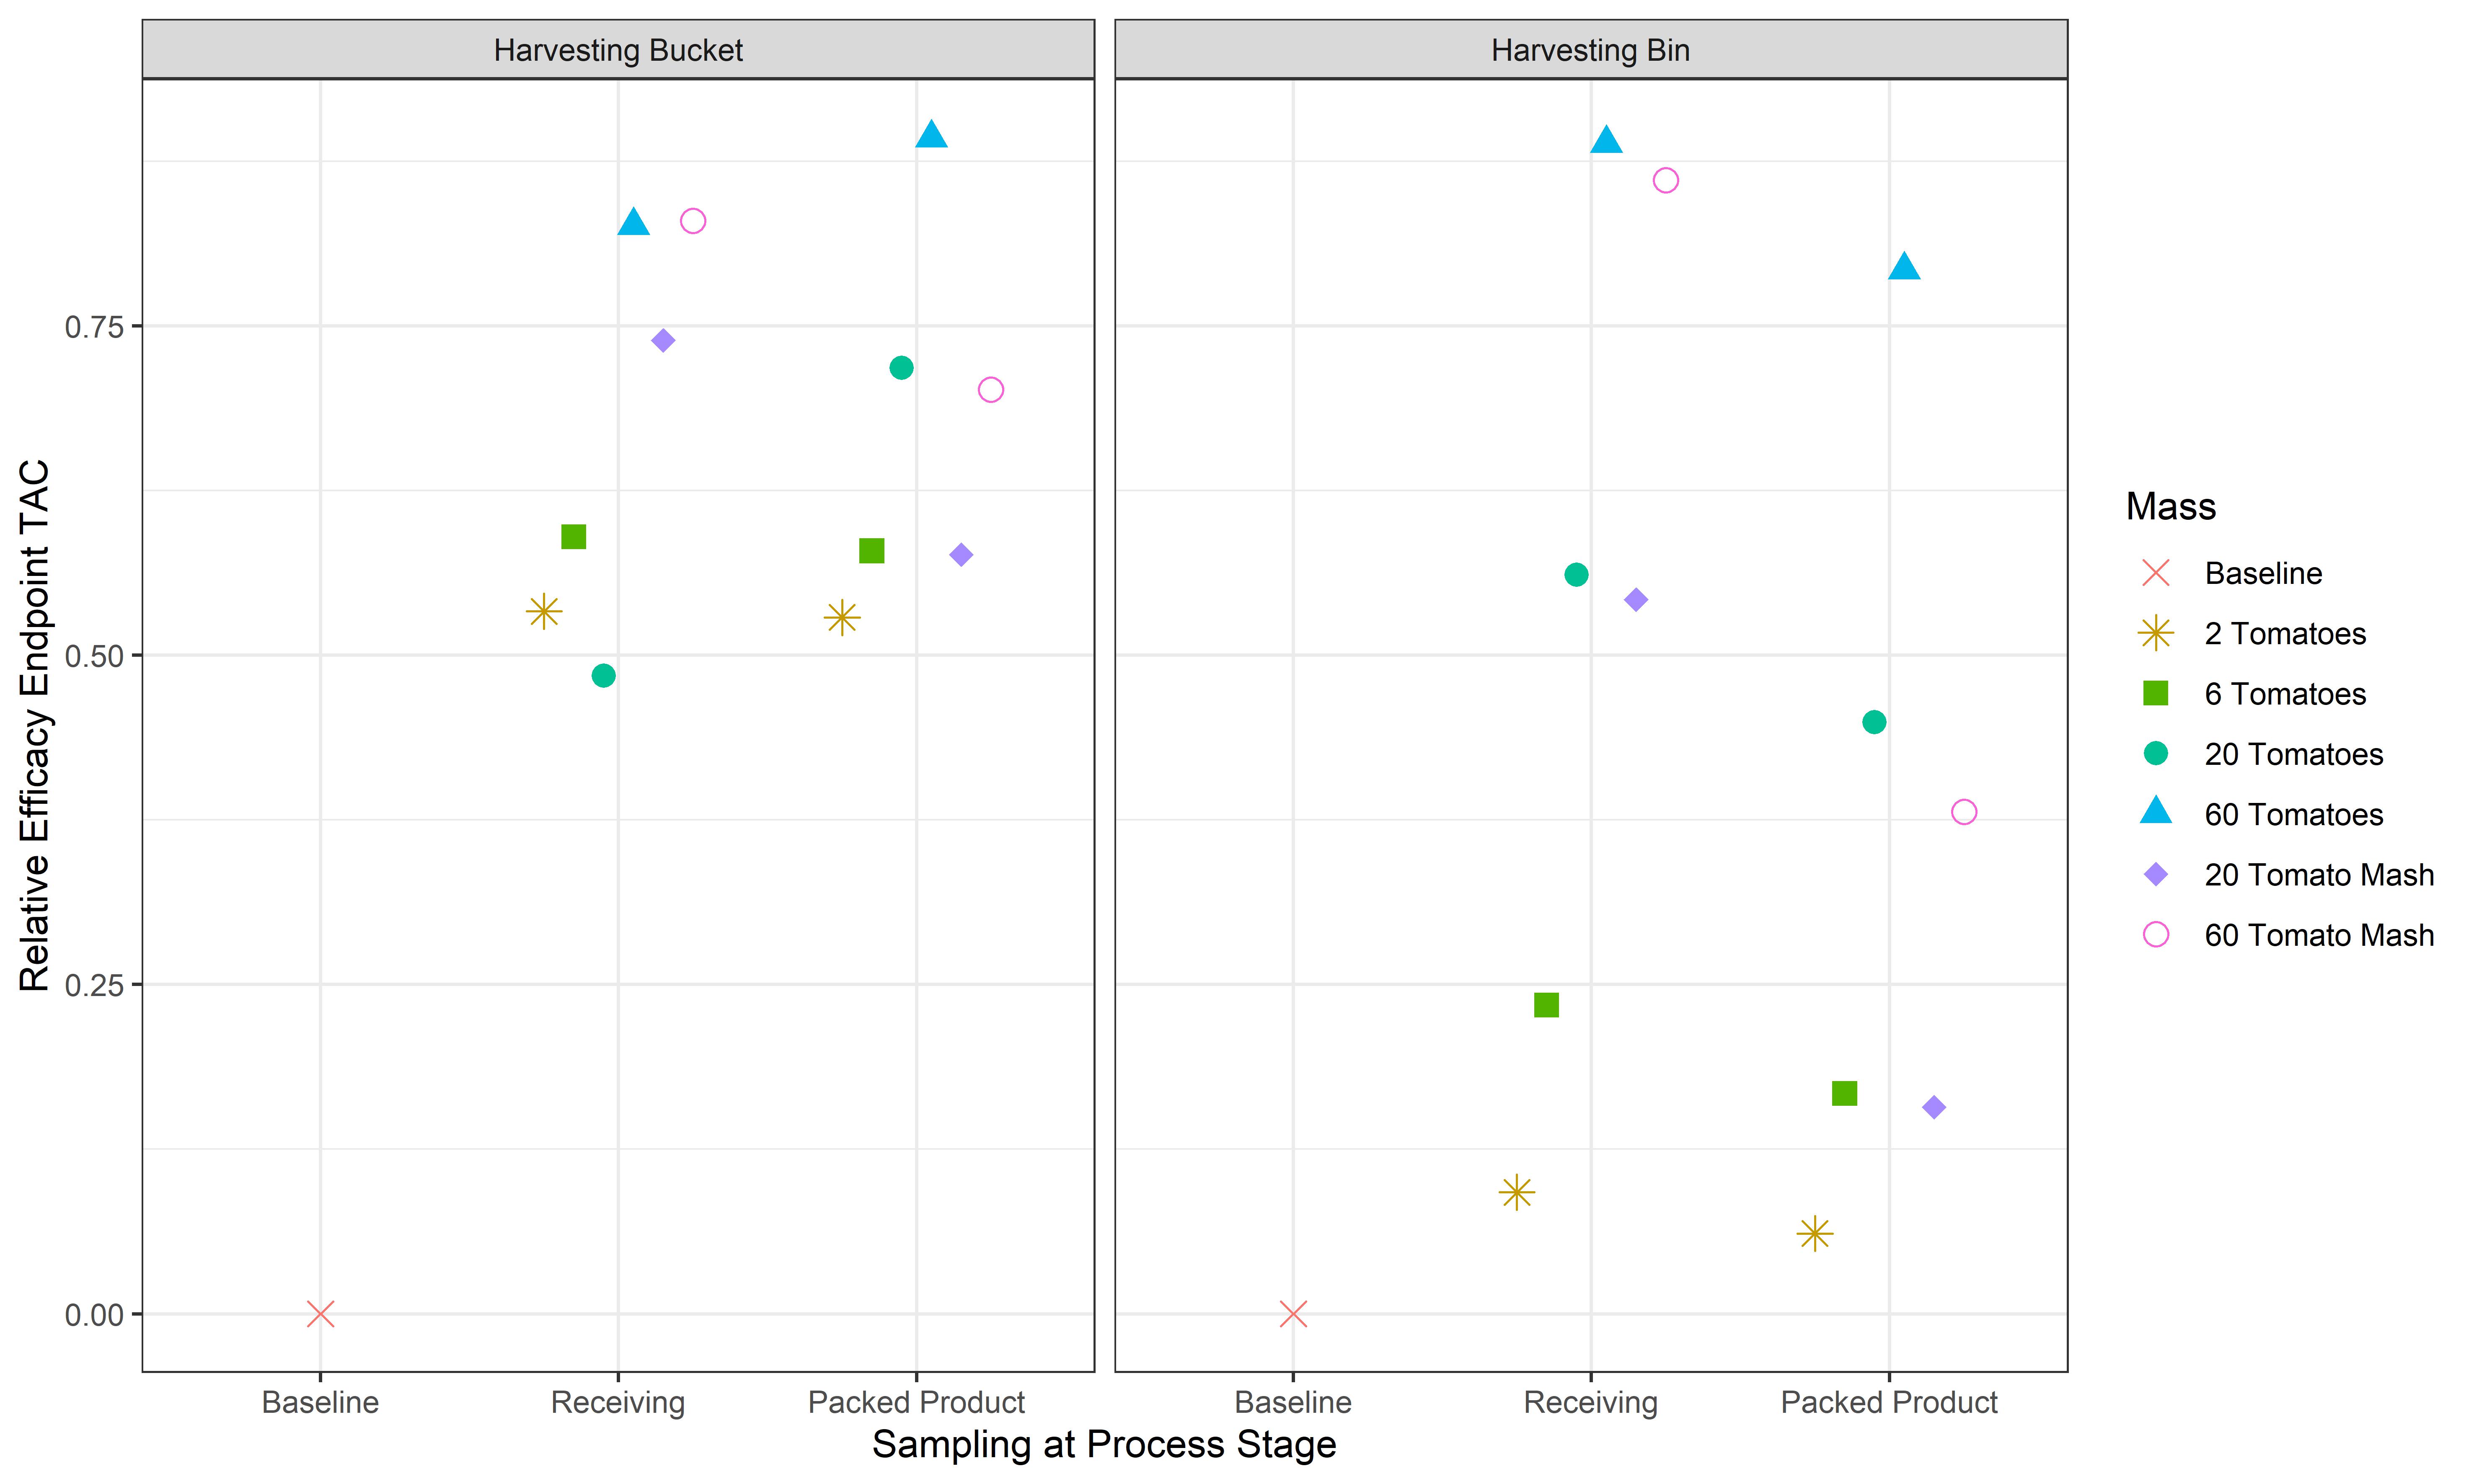 Harvesting Bucket
Harvesting Bin
Relative Efficacy Endpoint TAC
0.75
0.50
0.25
0.00
Baseline
Receiving
Packed Product
Baseline
Receiving
Packed Product
Sampling at Process Stage
Mass
Baseline
2 Tomatoes
6 Tomatoes
20 Tomatoes
60 Tomatoes
20 Tomato Mash
60 Tomato Mash